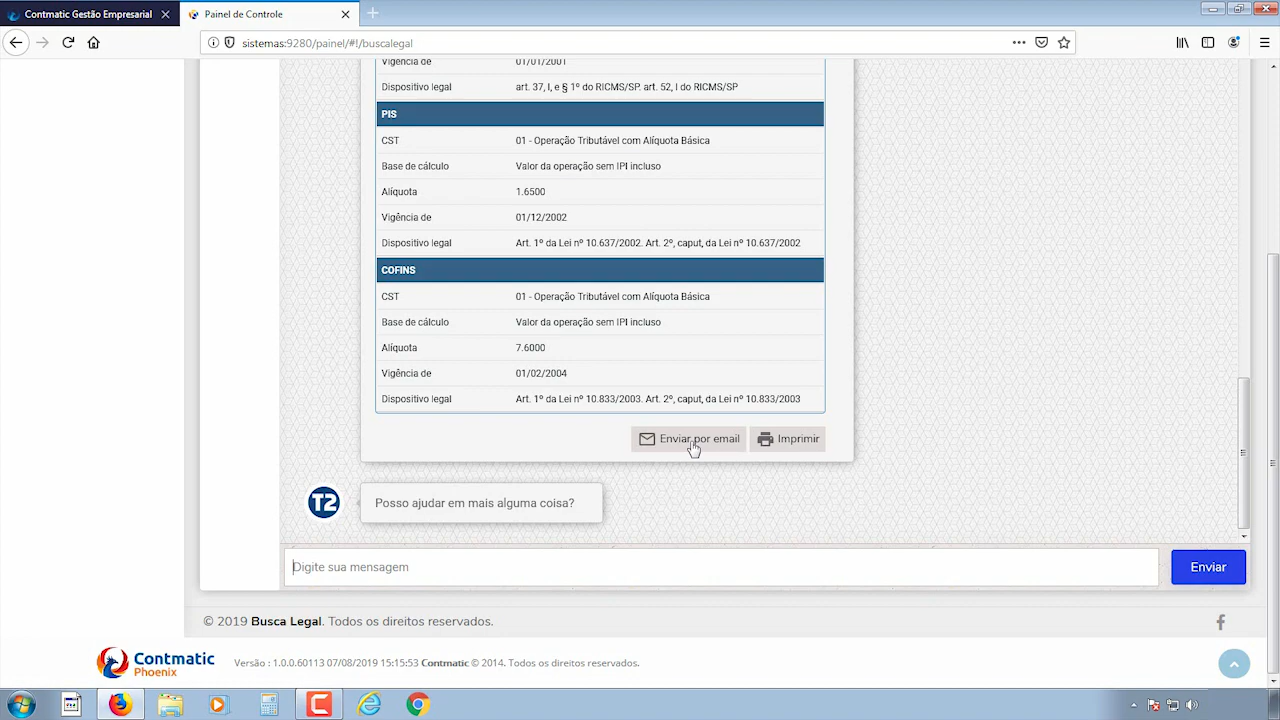 Contmatic Gestão Empresarial
Painel de Controle
sistemas:9280/painel/#!/buscalegal
Vigência de 01/01/2001
Dispositivo legal art. 37, I, e § 1º do RICMS/SP. art. 52, I do RICMS/SP
PIS
CST 01 - Operação Tributável com Alíquota Básica
Base de cálculo Valor da operação sem IPI incluso
Alíquota 1.6500
Vigência de 01/12/2002
Dispositivo legal Art. 1º da Lei nº 10.637/2002. Art. 2º, caput, da Lei nº 10.637/2002
COFINS
CST 01 - Operação Tributável com Alíquota Básica
Base de cálculo Valor da operação sem IPI incluso
Alíquota 7.6000
Vigência de 01/02/2004
Dispositivo legal Art. 1º da Lei nº 10.833/2003. Art. 2º, caput, da Lei nº 10.833/2003
Enviar por email Imprimir
T2 Posso ajudar em mais alguma coisa?
Digite sua mensagem Enviar
© 2019 Busca Legal. Todos os direitos reservados.
Contmatic
Phoenix
Versão : 1.0.0.60113 07/08/2019 15:15:53 Contmatic © 2014. Todos os direitos reservados.